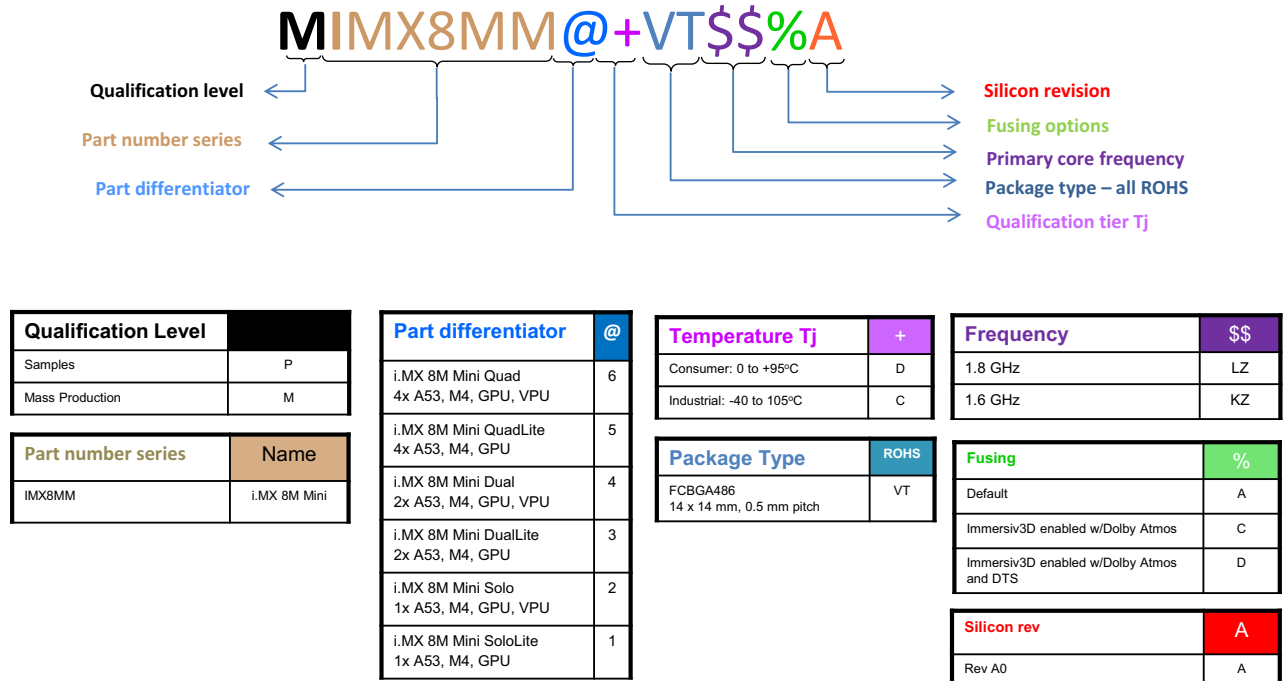 MIMX8MM@+VT$$%A
Qualification level
Part number series
Part differentiator
Silicon revision
Fusing options
Primary core frequency
Package type – all ROHS
Qualification tier Tj
Qualification Level
Samples P
Mass Production M
Part number series Name
IMX8MM i.MX 8M Mini
Part differentiator @
i.MX 8M Mini Quad 6
4x A53, M4, GPU, VPU
i.MX 8M Mini QuadLite 5
4x A53, M4, GPU
i.MX 8M Mini Dual 4
2x A53, M4, GPU, VPU
i.MX 8M Mini DualLite 3
2x A53, M4, GPU
i.MX 8M Mini Solo 2
1x A53, M4, GPU, VPU
i.MX 8M Mini SoloLite 1
1x A53, M4, GPU
Temperature Tj +
Consumer: 0 to +95°C D
Industrial: -40 to 105°C C
Package Type ROHS
FCBGA486 VT
14 x 14 mm, 0.5 mm pitch
Frequency $$
1.8 GHz LZ
1.6 GHz KZ
Fusing %
Default A
Immersiv3D enabled w/Dolby Atmos C
Immersiv3D enabled w/Dolby Atmos D
and DTS
Silicon rev A
Rev A0 A